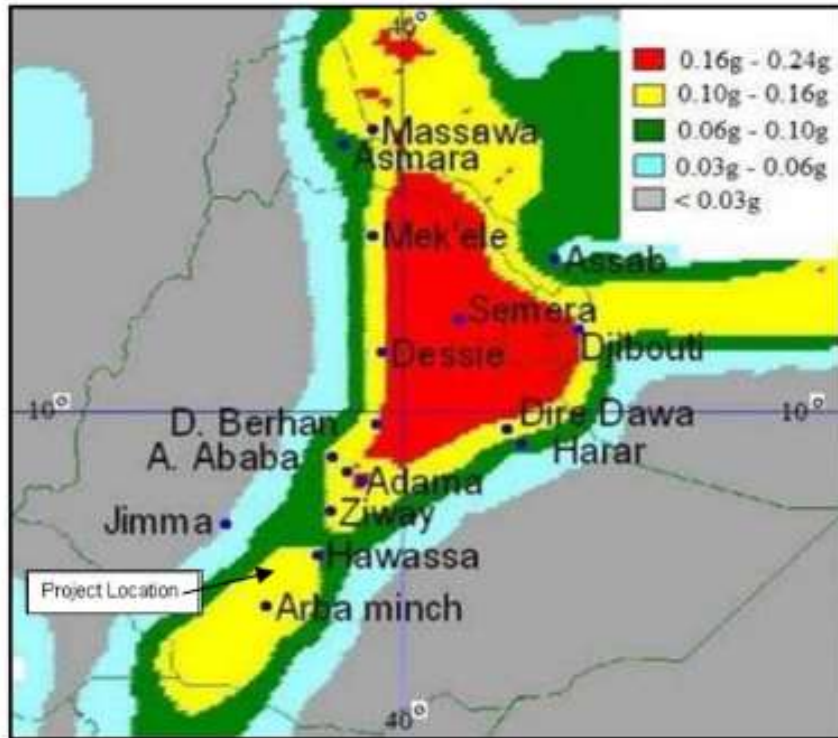 40°
0.16g - 0.24g
0.10g - 0.16g
0.06g - 0.10g
0.03g - 0.06g
< 0.03g
Massawa
Asmara
Mek'ele
Assab
Semera
Djibouti
Dessie
10°
10°
D. Berhan
Dire Dawa
A. Ababa
Harar
Adama
Jimma
Ziway
Hawassa
Project Location
Arba minch
40°